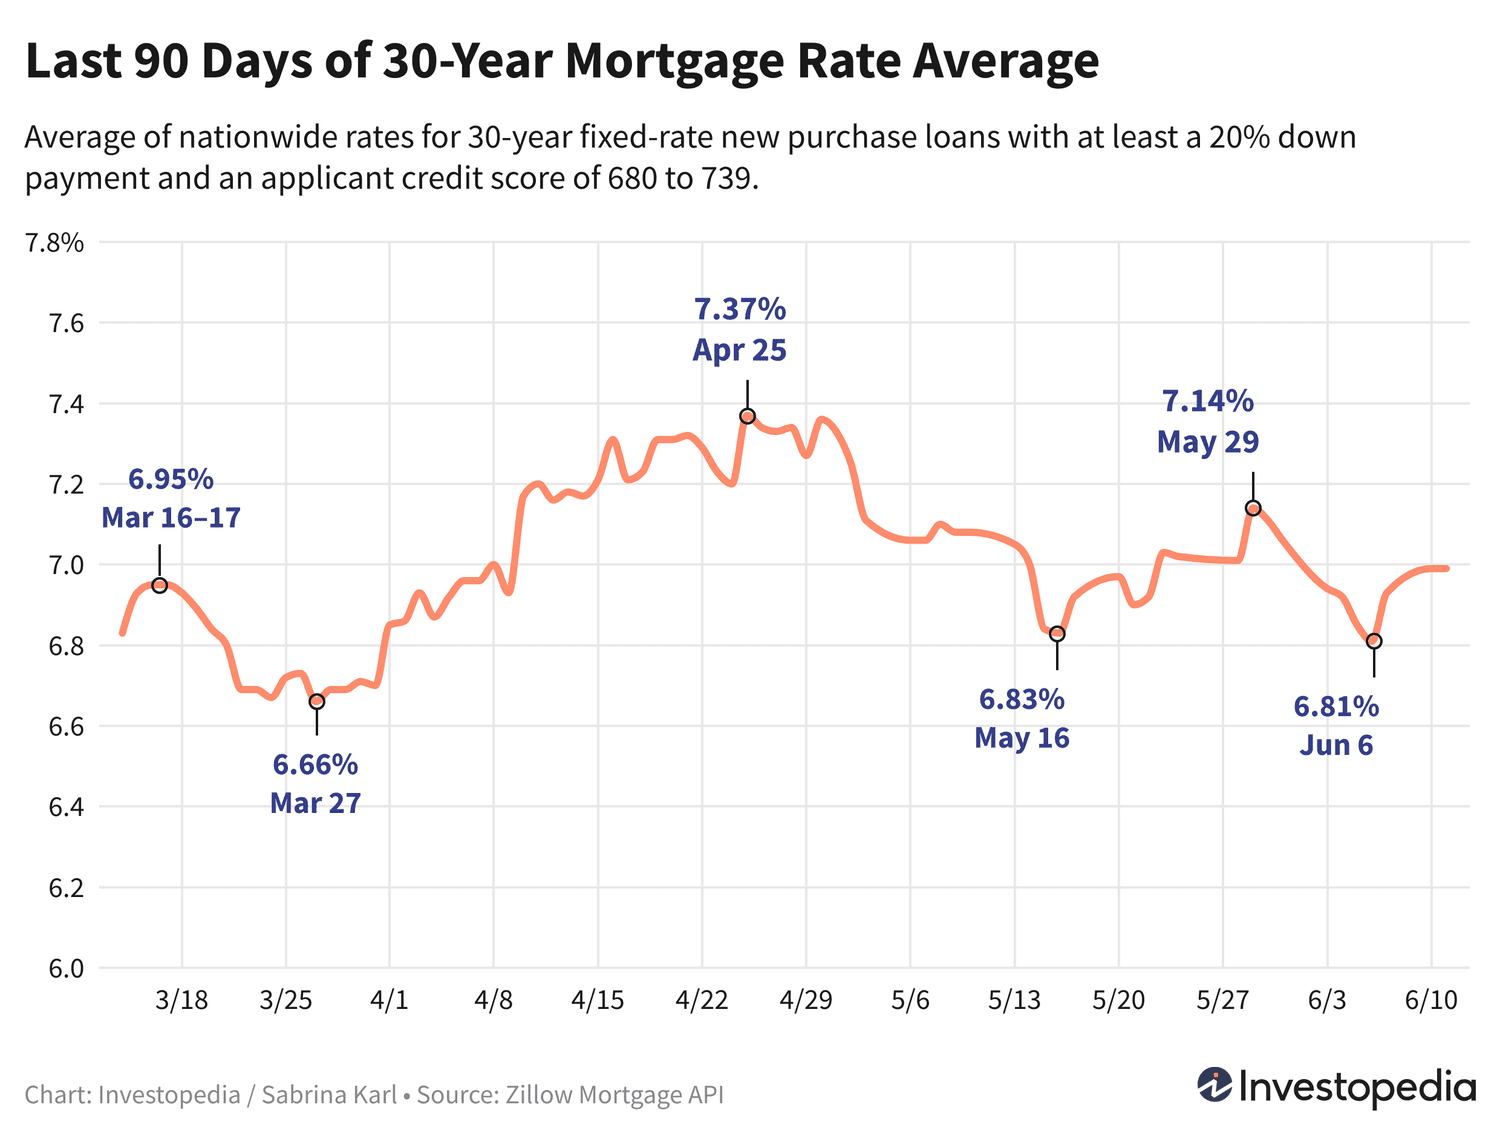 Last 90 Days of 30-Year Mortgage Rate Average
Average of nationwide rates for 30-year fixed-rate new purchase loans with at least a 20% down
payment and an applicant credit score of 680 to 739.
7.8%
7.6
7.4
7.2
7.0
6.8
6.6
6.4
6.2
6.0
6.95%
Mar 16–17
6.66%
Mar 27
7.37%
Apr 25
6.83%
May 16
7.14%
May 29
6.81%
Jun 6
3/18
3/25
4/1
4/8
4/15
4/22
4/29
5/6
5/13
5/20
5/27
6/3
6/10
Chart: Investopedia / Sabrina Karl • Source: Zillow Mortgage API
Investopedia